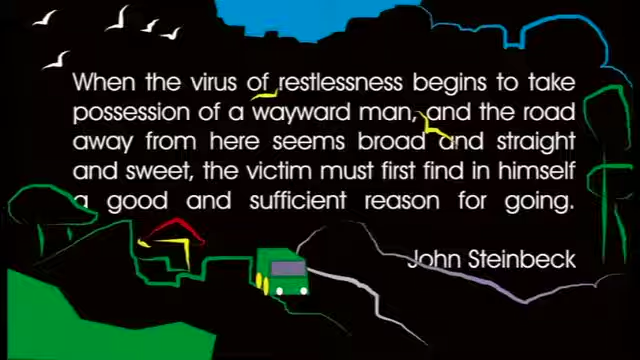 When the virus of restlessness begins to take
possession of a wayward man, and the road
away from here seems broad and straight
and sweet, the victim must first find in himself
a good and sufficient reason for going.
John Steinbeck